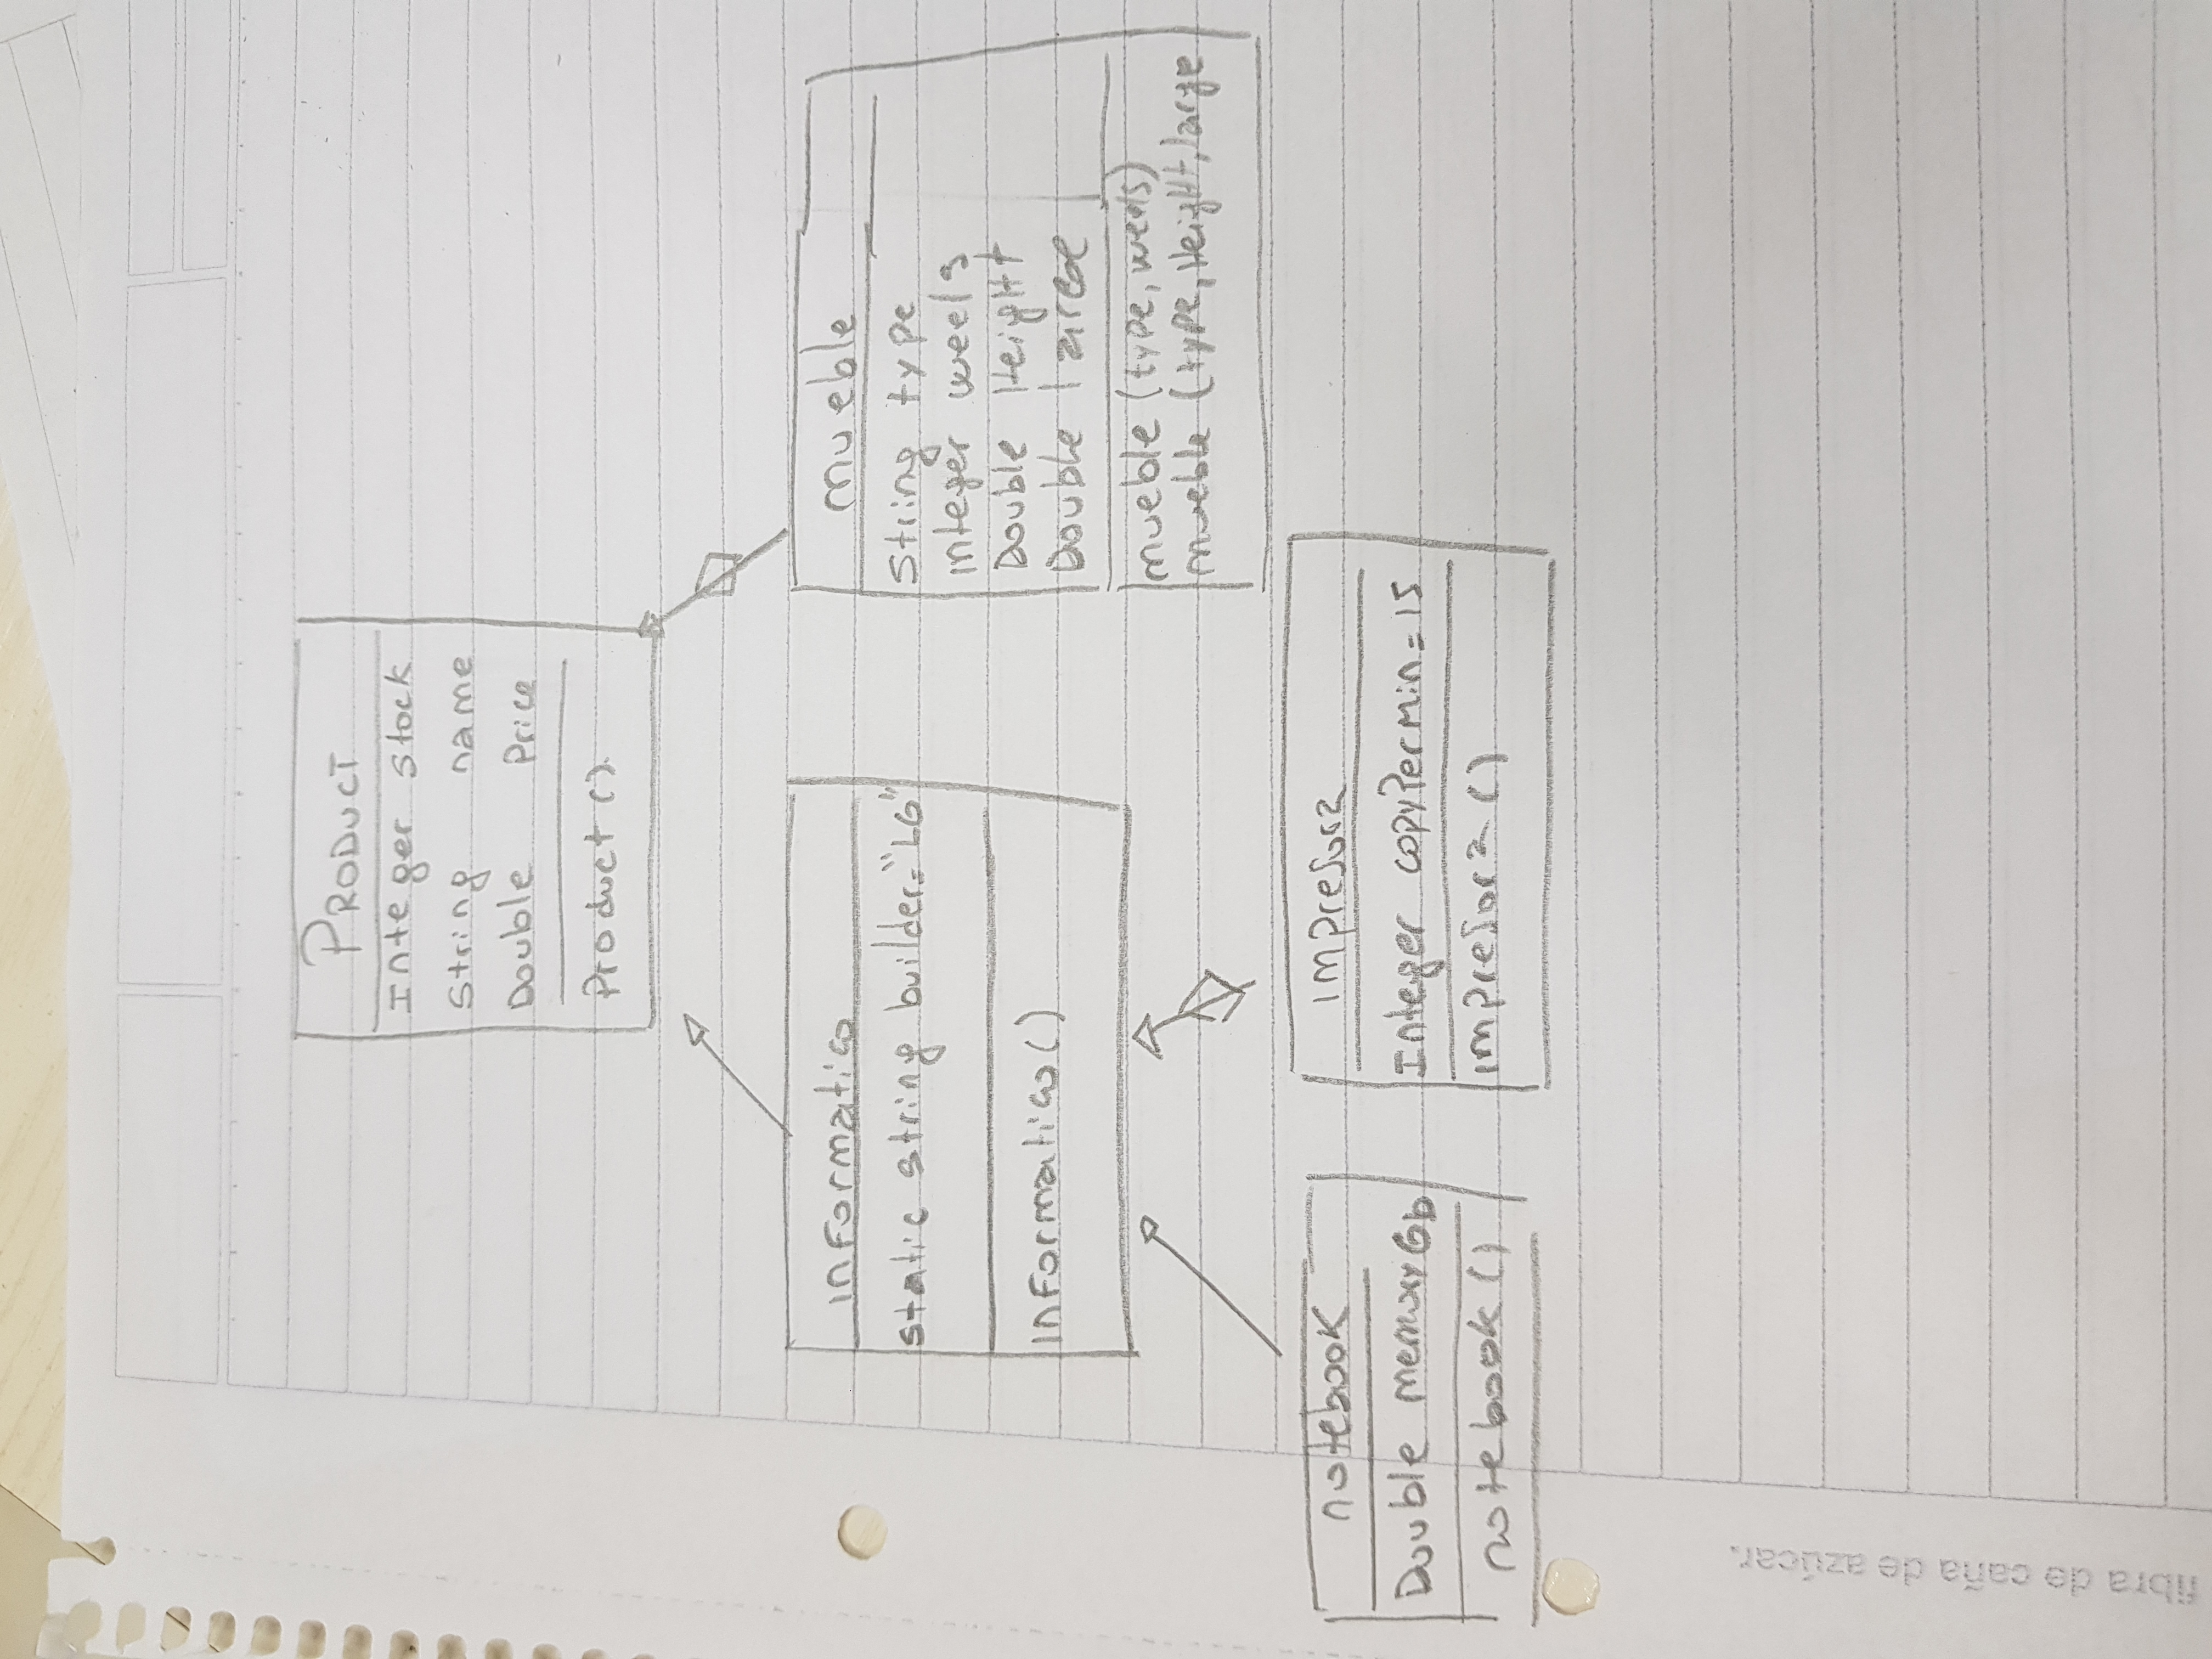 PRODUCT
Integer stock
String name
Double Price
Product ()
informatico
static string builder="LG"
informatico()
mueble
String type
integer weels
Double Height
Double large
mueble (type, weels)
mueble (type, Height, large
notebook
Double memoryGb
notebook ()
impresora
Integer copyPerMin=15
impresora ()
fibra de caña de azúcar.